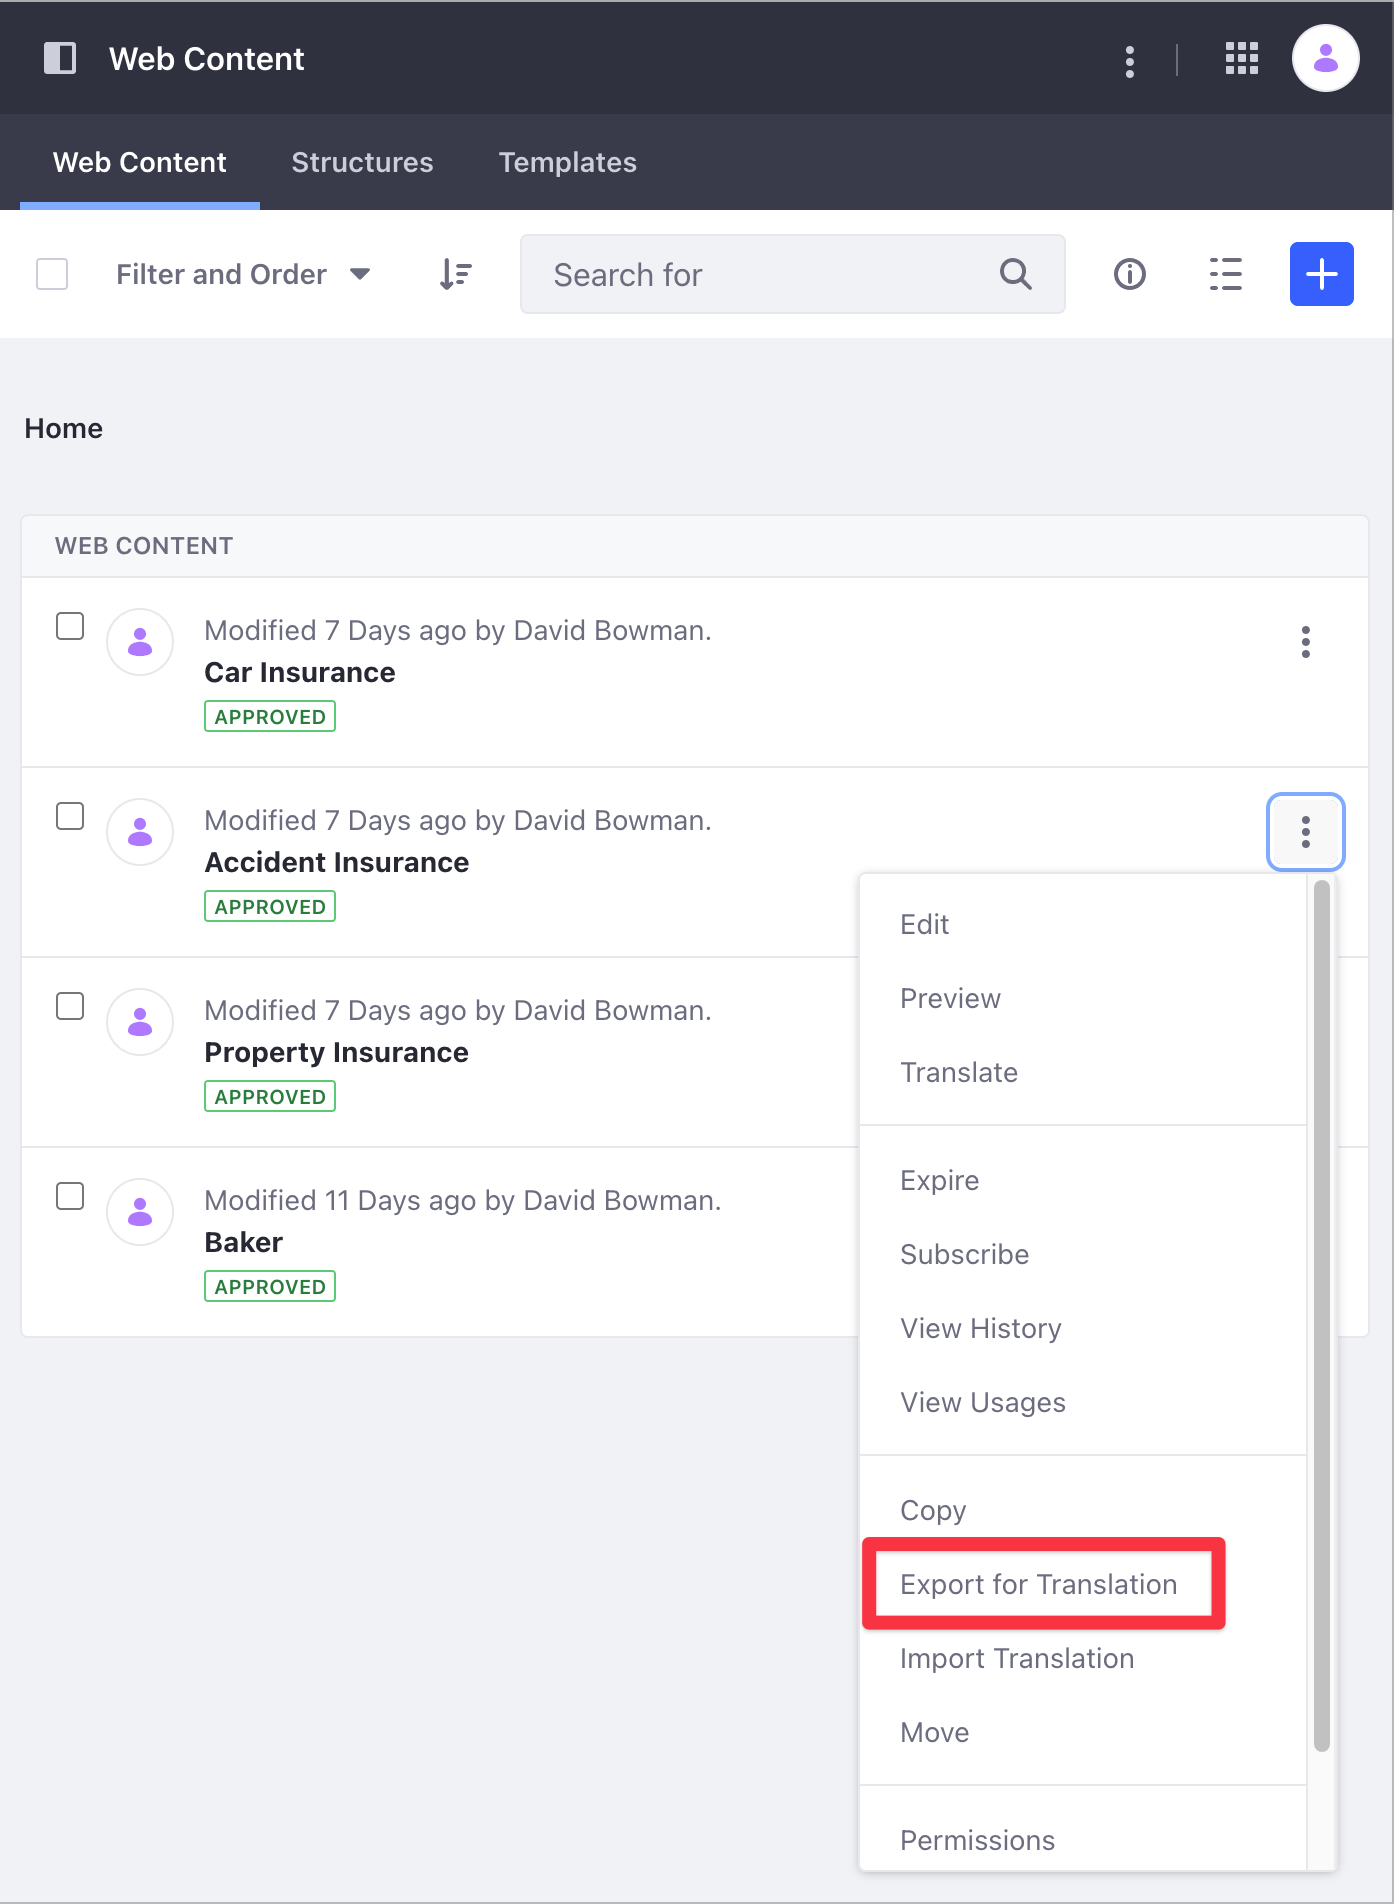 Web Content
Web Content Structures Templates
Filter and Order Search for
Home
WEB CONTENT
Modified 7 Days ago by David Bowman.
Car Insurance
APPROVED
Modified 7 Days ago by David Bowman.
Accident Insurance
APPROVED
Modified 7 Days ago by David Bowman.
Property Insurance
APPROVED
Modified 11 Days ago by David Bowman.
Baker
APPROVED
Edit
Preview
Translate
Expire
Subscribe
View History
View Usages
Copy
Export for Translation
Import Translation
Move
Permissions